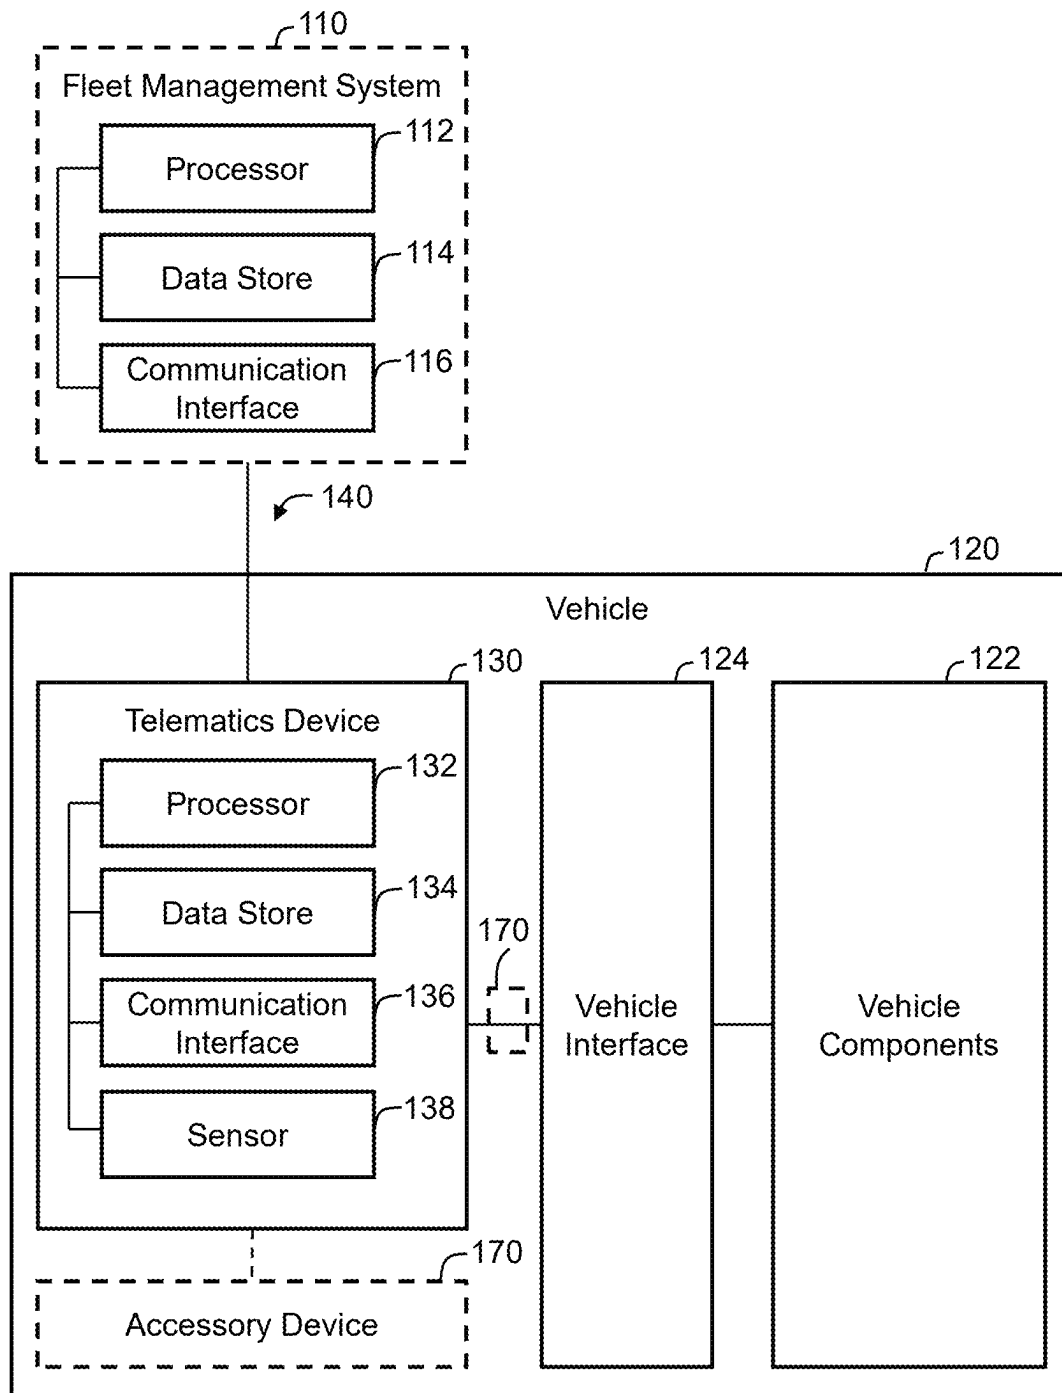 110
Fleet Management System
112
Processor
114
Data Store
116
Communication
Interface
140
120
Vehicle
130
124
122
Telematics Device
132
Processor
134
Data Store
170
136
Communication
Interface
Vehicle
Interface
Vehicle
Components
138
Sensor
170
Accessory Device